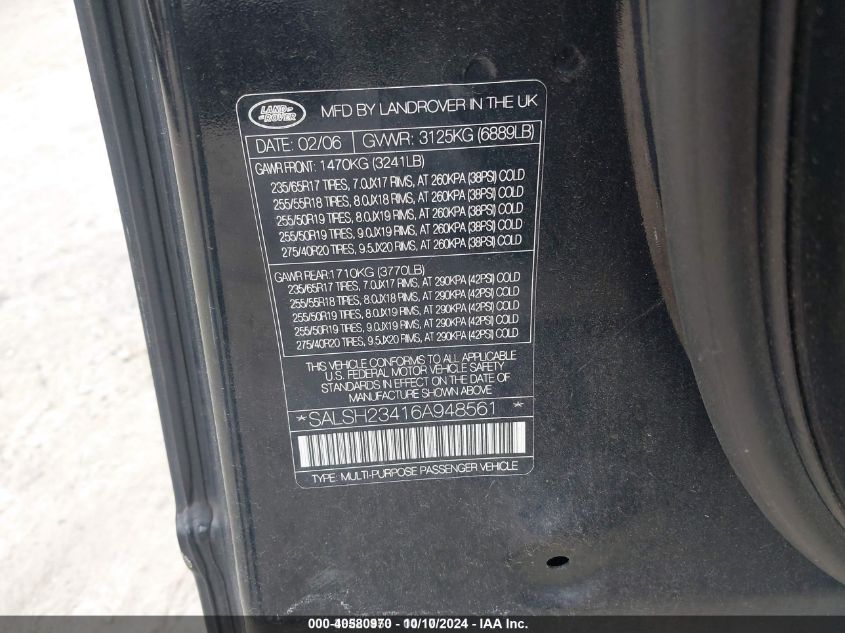 LAND ROVER
MFD BY LANDROVER IN THE UK
DATE: 02/06 GVWR: 3125KG (6889LB)
GAWR FRONT: 1470KG (3241LB)
235/65R17 TIRES, 7.0JX17 RIMS, AT 260KPA (38PSI) COLD
255/55R18 TIRES, 8.0JX18 RIMS, AT 260KPA (38PSI) COLD
255/50R19 TIRES, 8.0JX19 RIMS, AT 260KPA (38PSI) COLD
255/50R19 TIRES, 9.0JX19 RIMS, AT 260KPA (38PSI) COLD
275/40R20 TIRES, 9.5JX20 RIMS, AT 260KPA (38PSI) COLD
GAWR REAR: 1710KG (3770LB)
235/65R17 TIRES, 7.0JX17 RIMS, AT 290KPA (42PSI) COLD
255/55R18 TIRES, 8.0JX18 RIMS, AT 290KPA (42PSI) COLD
255/50R19 TIRES, 8.0JX19 RIMS, AT 290KPA (42PSI) COLD
255/50R19 TIRES, 9.0JX19 RIMS, AT 290KPA (42PSI) COLD
275/40R20 TIRES, 9.5JX20 RIMS, AT 290KPA (42PSI) COLD
THIS VEHICLE CONFORMS TO ALL APPLICABLE
U.S. FEDERAL MOTOR VEHICLE SAFETY
STANDARDS IN EFFECT ON THE DATE OF
MANUFACTURE SHOWN ABOVE
*SALSH23416A948561*
TYPE: MULTI-PURPOSE PASSENGER VEHICLE
000-40580970 - 10/10/2024 - IAA Inc.